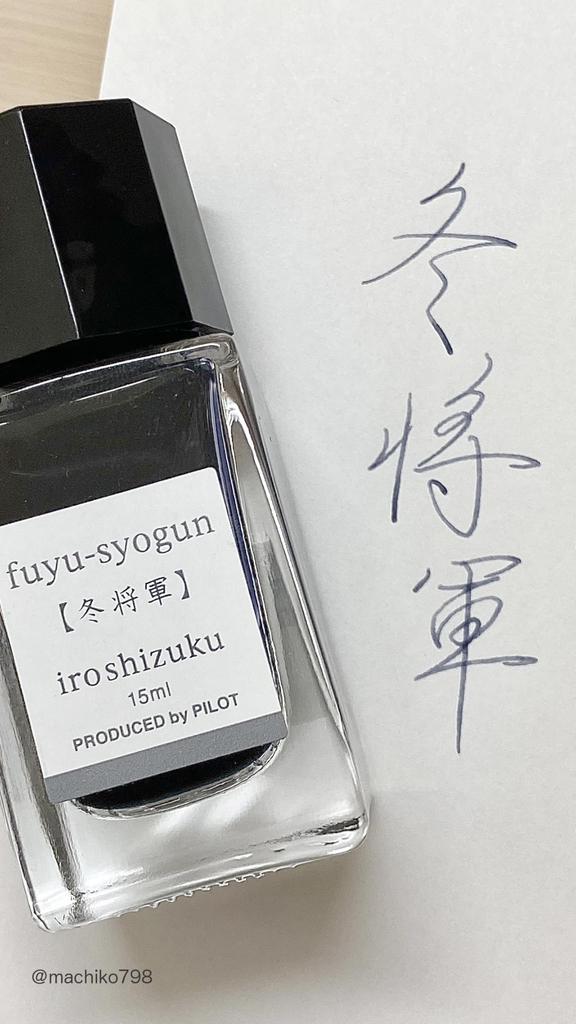 fuyu-syogun
【冬将軍】
iroshizuku
15ml
PRODUCED by PILOT
冬将軍
@machiko798